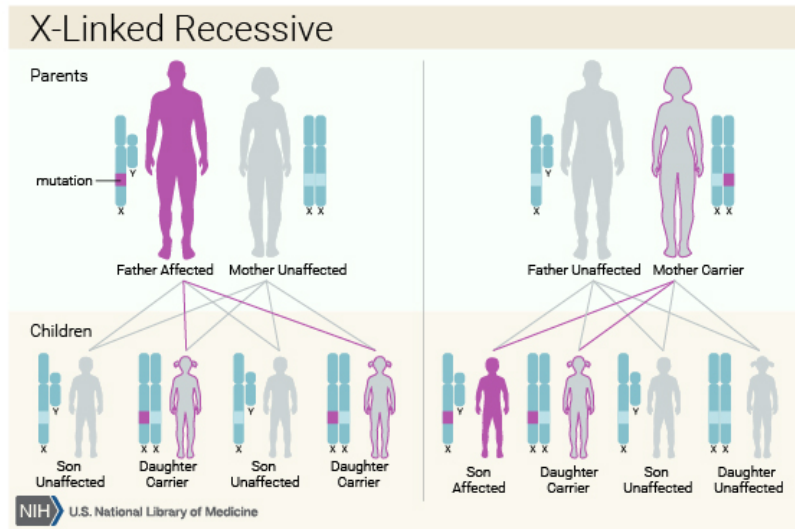 X-Linked Recessive
Parents
mutation
Y
X
X X
Father Affected
Mother Unaffected
Y
X
X X
Father Unaffected
Mother Carrier
Children
Y
X
Son
Unaffected
X X
Daughter
Carrier
Y
X
Son
Unaffected
X X
Daughter
Carrier
Y
X
Son
Affected
X X
Daughter
Carrier
Y
X
Son
Unaffected
X X
Daughter
Unaffected
NIH U.S. National Library of Medicine